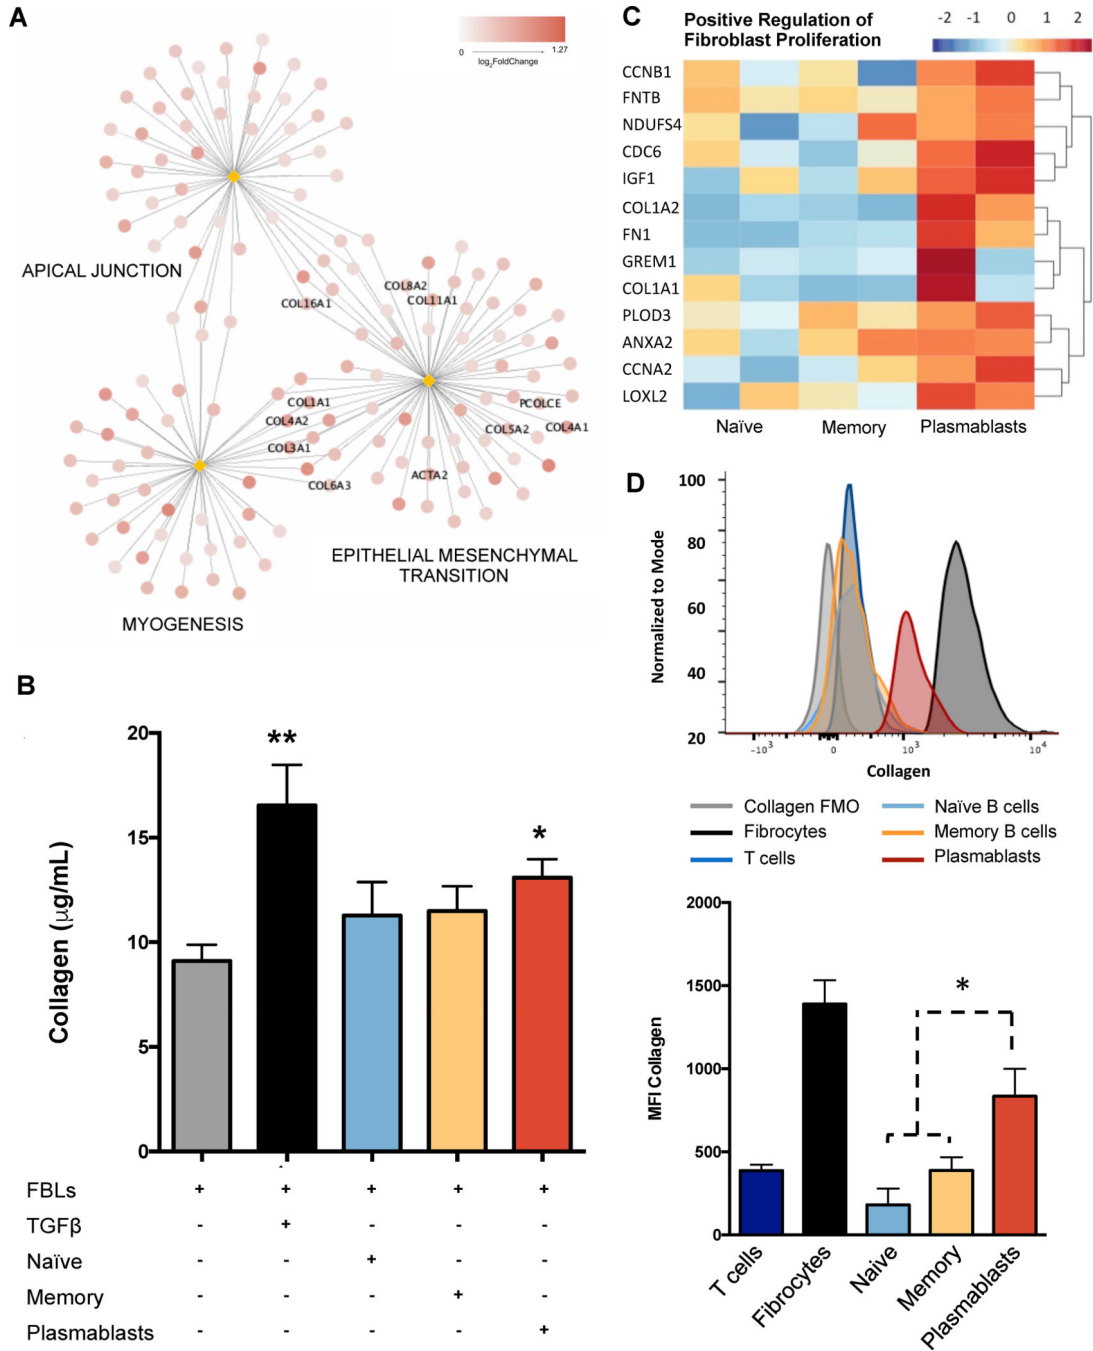 A
0
1.27
log2FoldChange
APICAL JUNCTION
COL8A2
COL11A1
COL16A1
COL1A1
COL4A2
COL3A1
COL6A3
PCOLCE
COL5A2
COL4A1
ACTA2
EPITHELIAL MESENCHYMAL
TRANSITION
MYOGENESIS
B
20
15
10
5
0
Collagen (μg/mL)
**
*
FBLs + + + + +
TGFβ - + - - -
Naïve - - + - -
Memory - - - + -
Plasmablasts - - - - +
C
Positive Regulation of
Fibroblast Proliferation
-2 -1 0 1 2
CCNB1
FNTB
NDUFS4
CDC6
IGF1
COL1A2
FN1
GREM1
COL1A1
PLOD3
ANXA2
CCNA2
LOXL2
Naïve Memory Plasmablasts
D
100
80
60
40
20
Normalized to Mode
-10³ 0 10³ 10⁴
Collagen
Collagen FMO Naïve B cells
Fibrocytes Memory B cells
T cells Plasmablasts
2000
1500
1000
500
0
MFI Collagen
*
T cells
Fibrocytes
Naive
Memory
Plasmablasts